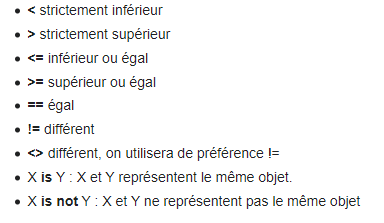 • < strictement inférieur
• > strictement supérieur
• <= inférieur ou égal
• >= supérieur ou égal
• == égal
• != différent
• <> différent, on utilisera de préférence !=
• X is Y : X et Y représentent le même objet.
• X is not Y : X et Y ne représentent pas le même objet